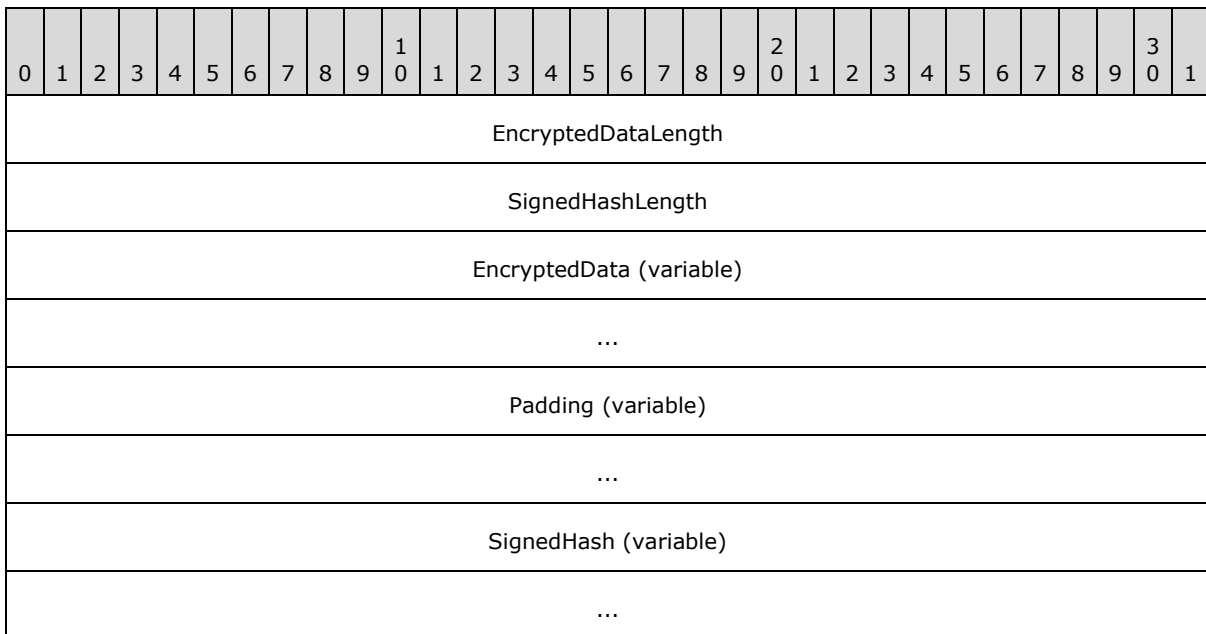 0 1 2 3 4 5 6 7 8 9 1 0 1 2 3 4 5 6 7 8 9 2 0 1 2 3 4 5 6 7 8 9 3 0 1
EncryptedDataLength
SignedHashLength
EncryptedData (variable)
...
Padding (variable)
...
SignedHash (variable)
...